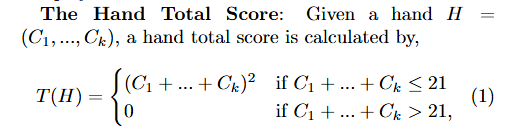 The Hand Total Score: Given a hand H =
(C₁, ..., Cₖ), a hand total score is calculated by,
T(H) = { (C₁ + ... + Cₖ)² if C₁ + ... + Cₖ ≤ 21
0 if C₁ + ... + Cₖ > 21, (1)